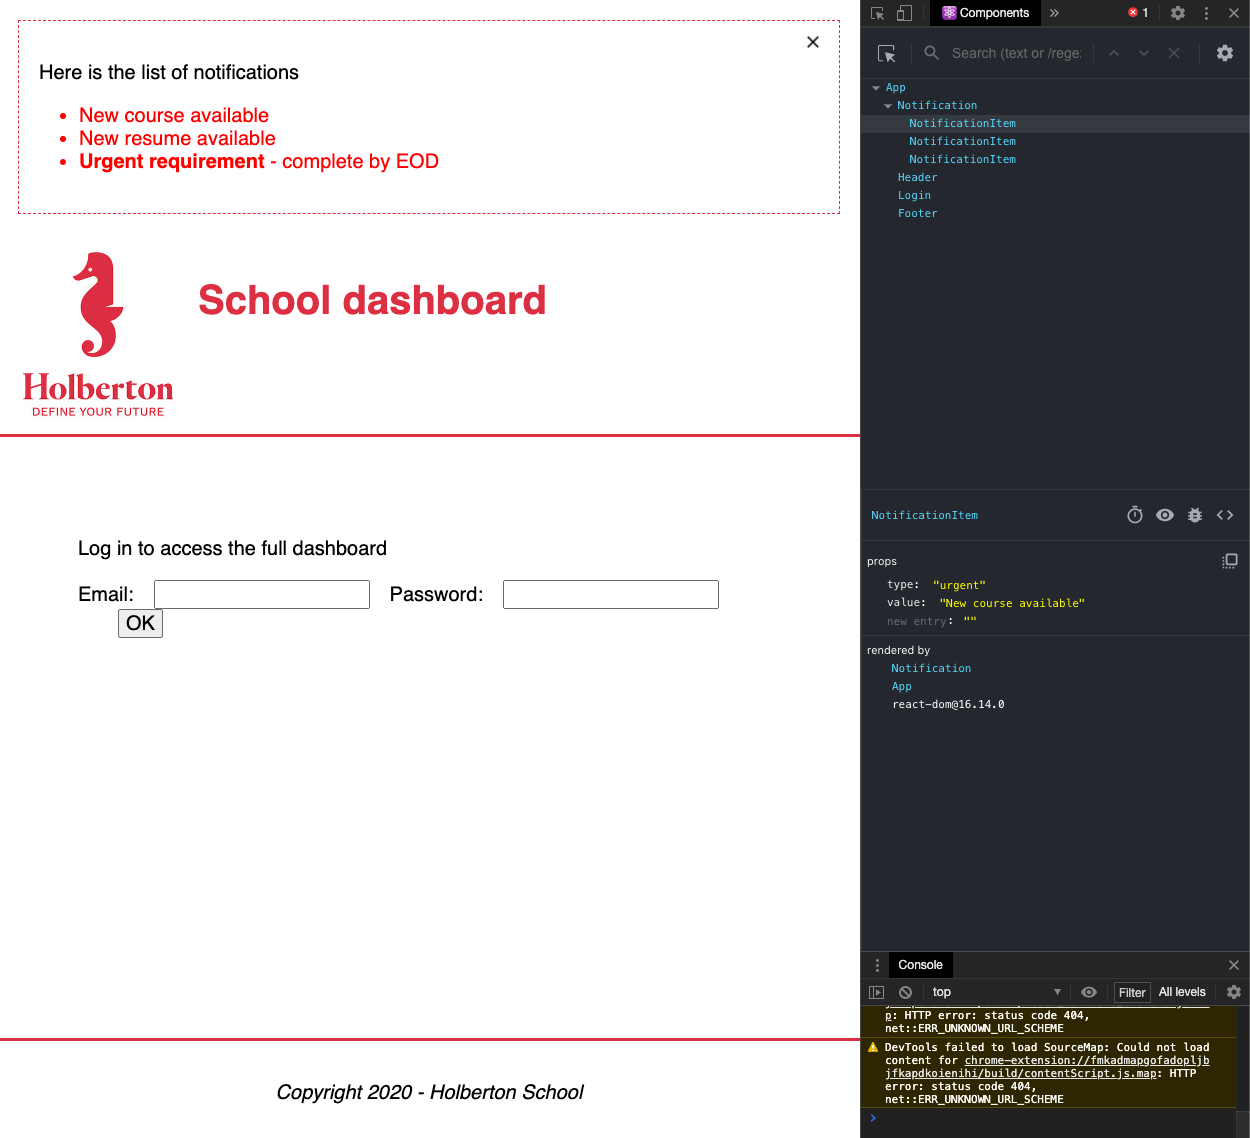 Here is the list of notifications
New course available
New resume available
Urgent requirement - complete by EOD
School dashboard
Holberton
DEFINE YOUR FUTURE
Log in to access the full dashboard
Email: Password:
OK
Copyright 2020 - Holberton School
Components » 1
Search (text or /rege:
App
Notification
NotificationItem
NotificationItem
NotificationItem
Header
Login
Footer
NotificationItem
props
type: "urgent"
value: "New course available"
new entry: ""
rendered by
Notification
App
react-dom@16.14.0
Console
top Filter All levels
p: HTTP error: status code 404,
net::ERR_UNKNOWN_URL_SCHEME
DevTools failed to load SourceMap: Could not load
content for chrome-extension://fmkadmapgofadopljb
jfkapdkoienihi/build/contentScript.js.map: HTTP
error: status code 404,
net::ERR_UNKNOWN_URL_SCHEME